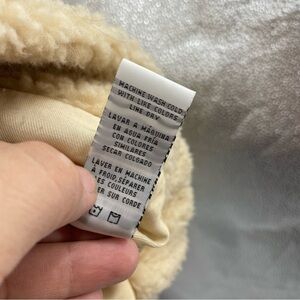 MACHINE WASH COLD
WITH LIKE COLORS
LINE DRY
LAVAR A MÁQUINA
EN AGUA FRÍA
CON COLORES
SIMILARES
SECAR COLGADO
LAVER EN MACHINE
À FROID, SÉPARER
LES COULEURS
ER SUR CORDE